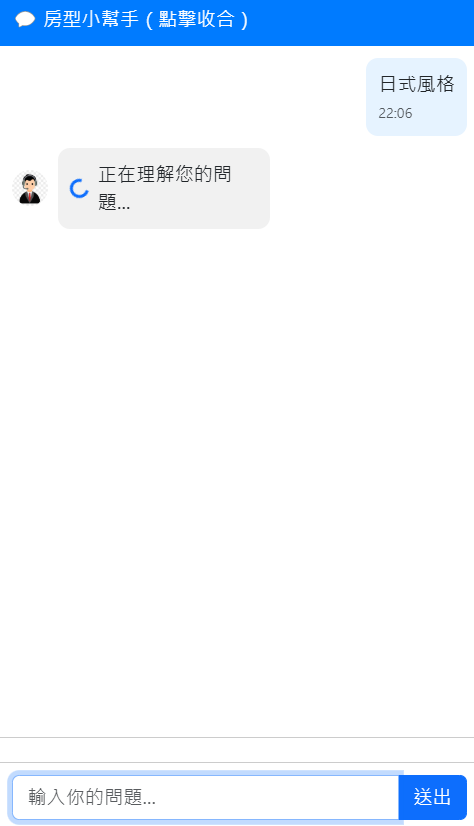 房型小幫手 ( 點擊收合 )
日式風格
22:06
正在理解您的問
題...
輸入你的問題...
送出